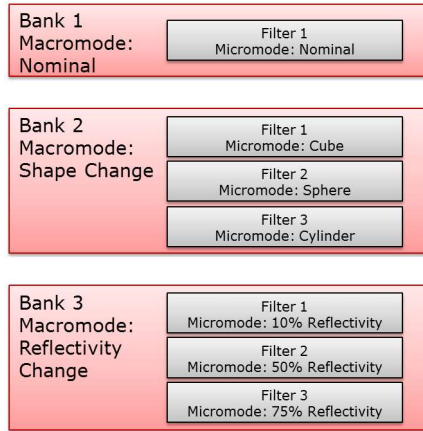 Bank 1
Macromode:
Nominal
Filter 1
Micromode: Nominal
Bank 2
Macromode:
Shape Change
Filter 1
Micromode: Cube
Filter 2
Micromode: Sphere
Filter 3
Micromode: Cylinder
Bank 3
Macromode:
Reflectivity
Change
Filter 1
Micromode: 10% Reflectivity
Filter 2
Micromode: 50% Reflectivity
Filter 3
Micromode: 75% Reflectivity